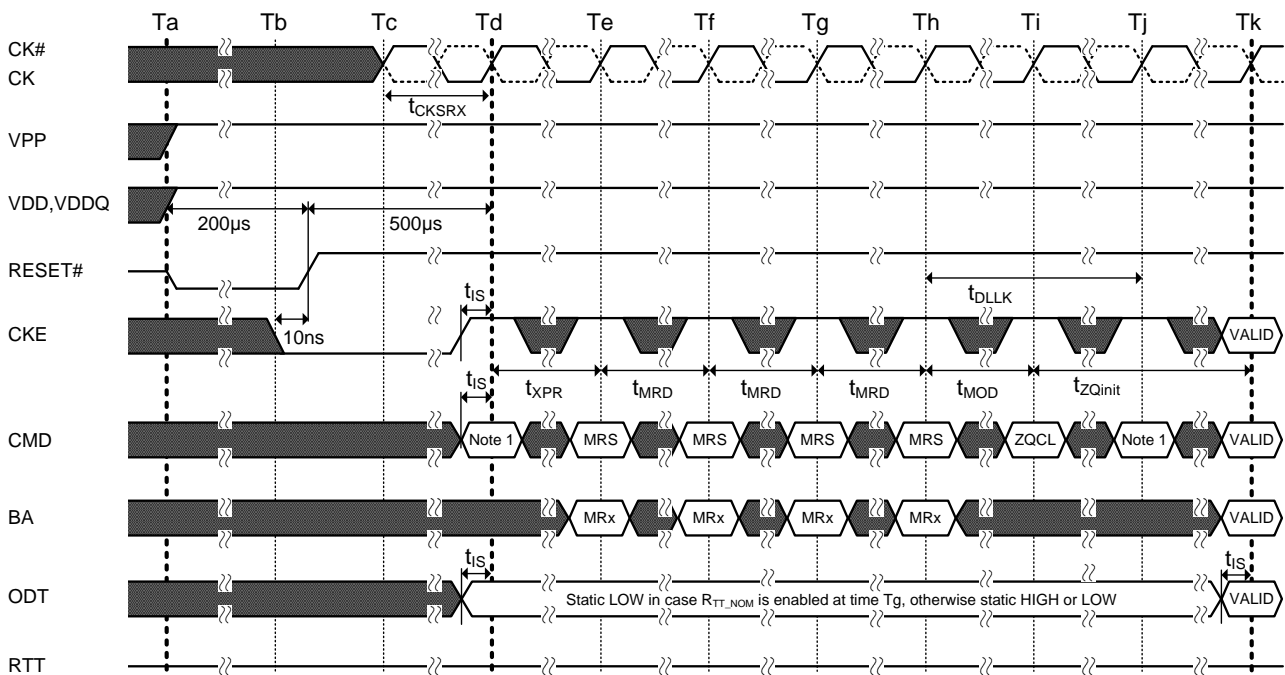 Ta Tb Tc Td Te Tf Tg Th Ti Tj Tk
CK#
CK
tCKSRX
VPP
VDD,VDDQ
200µs 500µs
RESET#
tIS tDLLK
CKE 10ns VALID
tIS tXPR tMRD tMRD tMRD tMOD tZQinit
CMD Note 1 MRS MRS MRS MRS ZQCL Note 1 VALID
BA MRx MRx MRx MRx VALID
tIS tIS
ODT Static LOW in case RTT_NOM is enabled at time Tg, otherwise static HIGH or LOW VALID
RTT